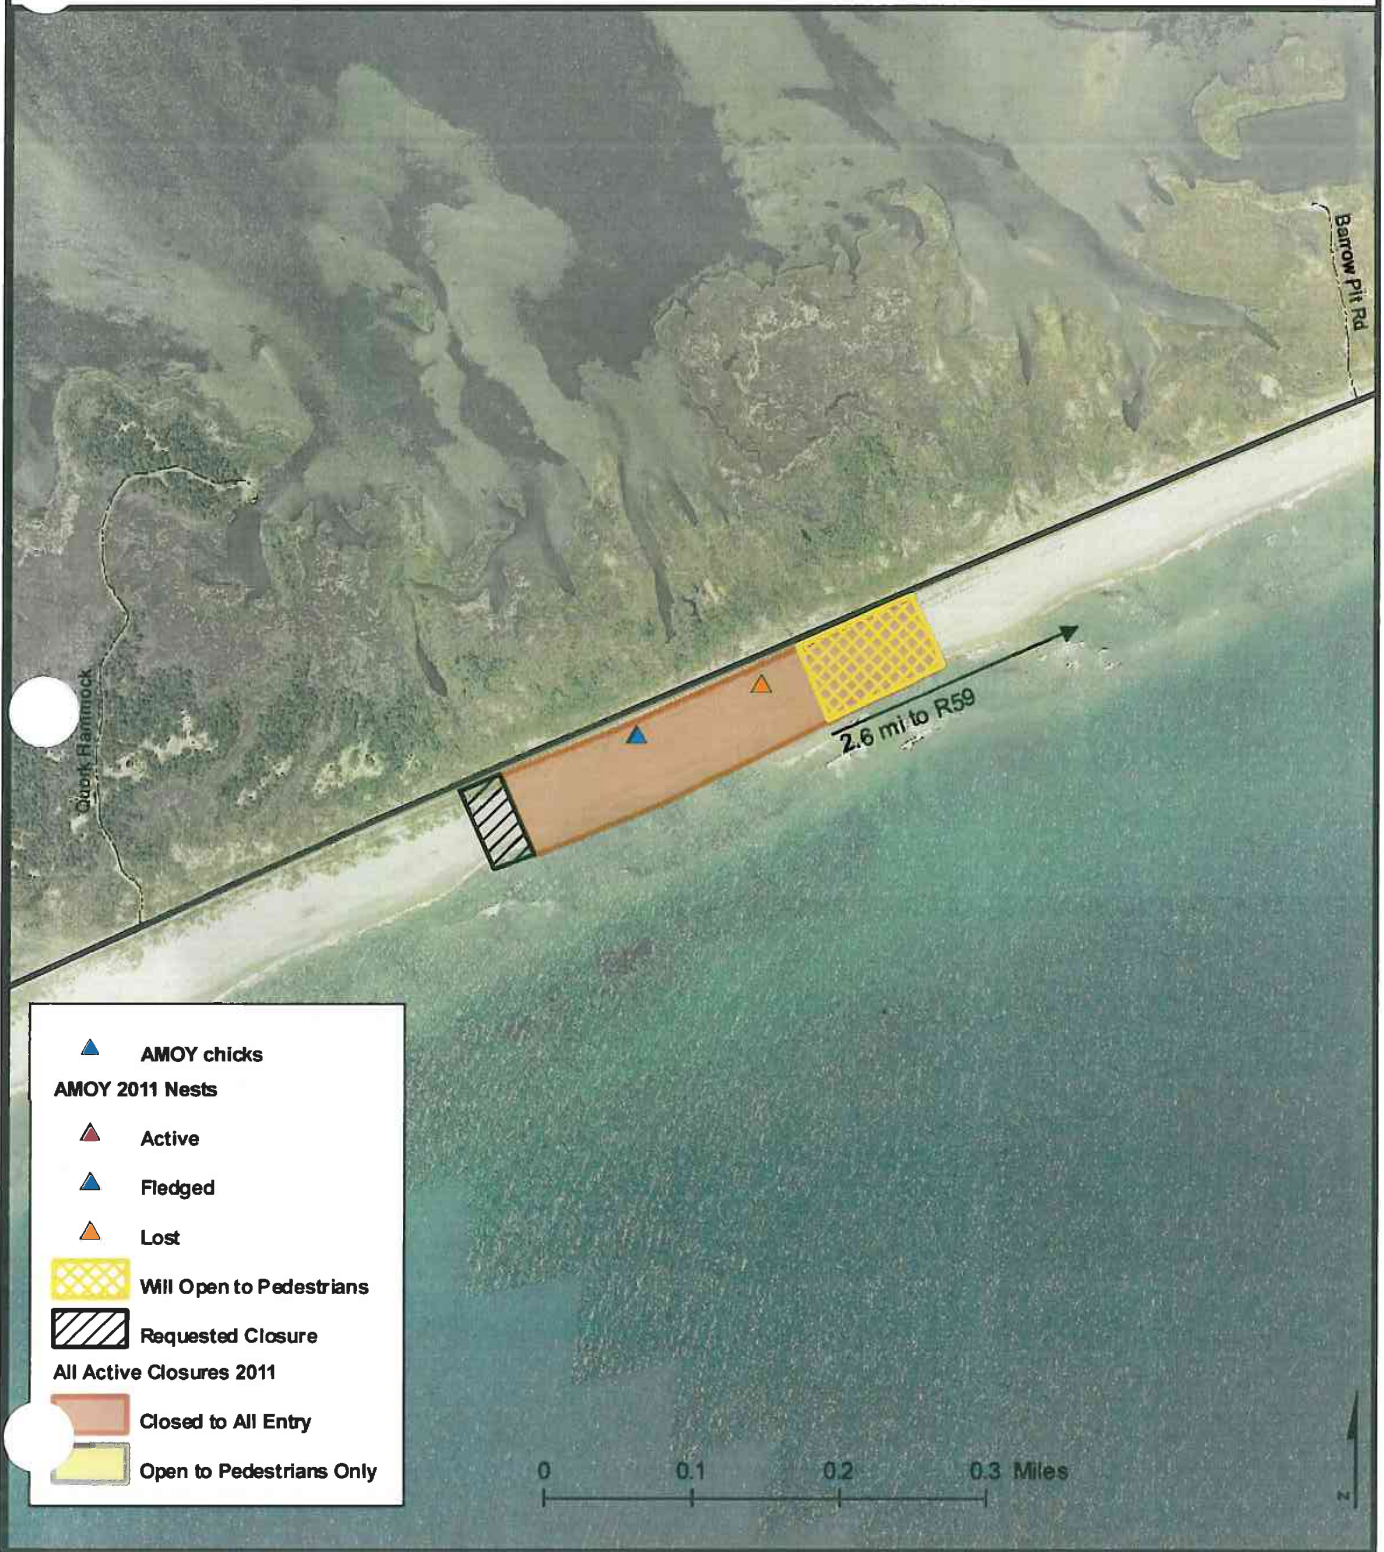 Barrow Pit Rd
Quork Hammock
2.6 mi to R59
AMOY chicks
AMOY 2011 Nests
Active
Fledged
Lost
Will Open to Pedestrians
Requested Closure
All Active Closures 2011
Closed to All Entry
Open to Pedestrians Only
0 0.1 0.2 0.3 Miles
N